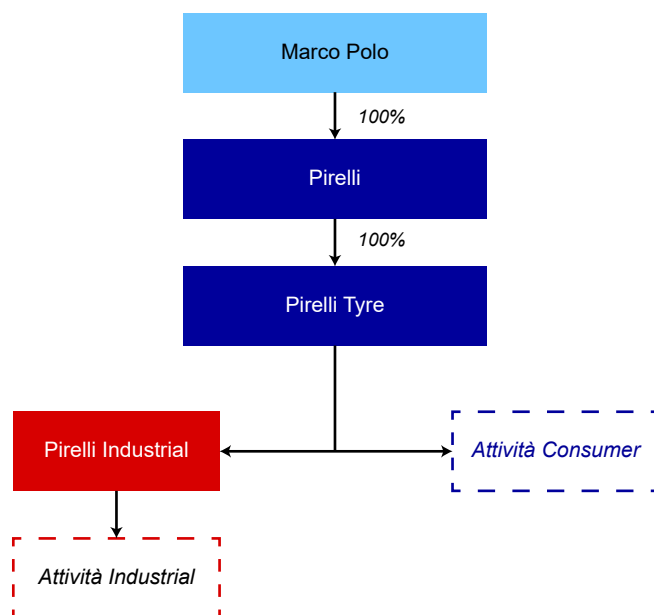 Marco Polo
100%
Pirelli
100%
Pirelli Tyre
Pirelli Industrial
Attività Consumer
Attività Industrial